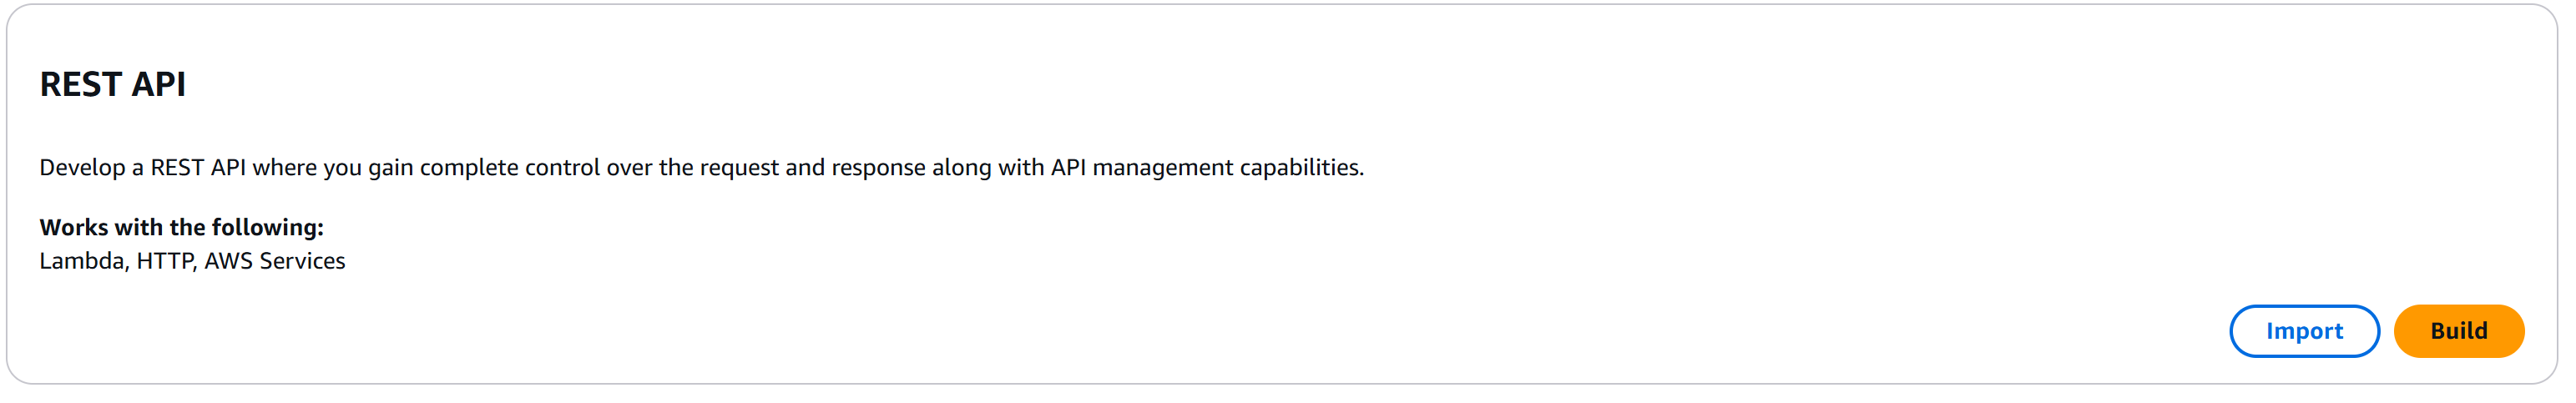 REST API
Develop a REST API where you gain complete control over the request and response along with API management capabilities.
Works with the following:
Lambda, HTTP, AWS Services
Import
Build